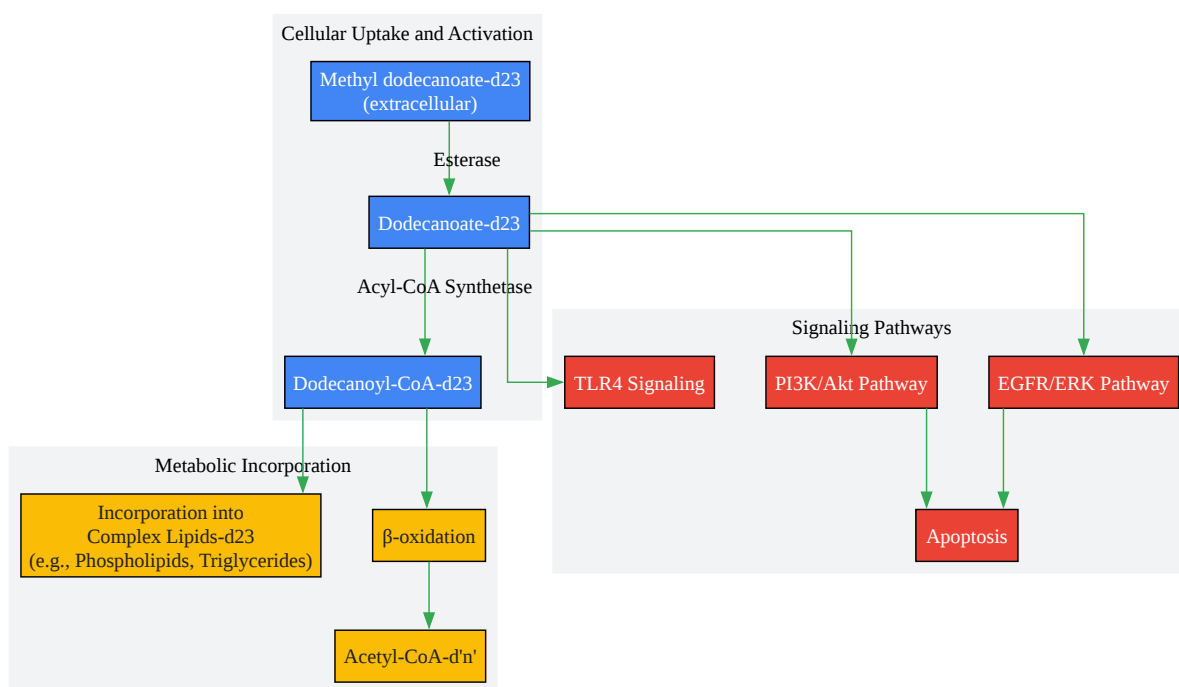 Cellular Uptake and Activation
Methyl dodecanoate-d23
(extracellular)
Esterase
Dodecanoate-d23
Acyl-CoA Synthetase
Dodecanoyl-CoA-d23
Signaling Pathways
TLR4 Signaling
PI3K/Akt Pathway
EGFR/ERK Pathway
Apoptosis
Metabolic Incorporation
Incorporation into
Complex Lipids-d23
(e.g., Phospholipids, Triglycerides)
β-oxidation
Acetyl-CoA-d'n'